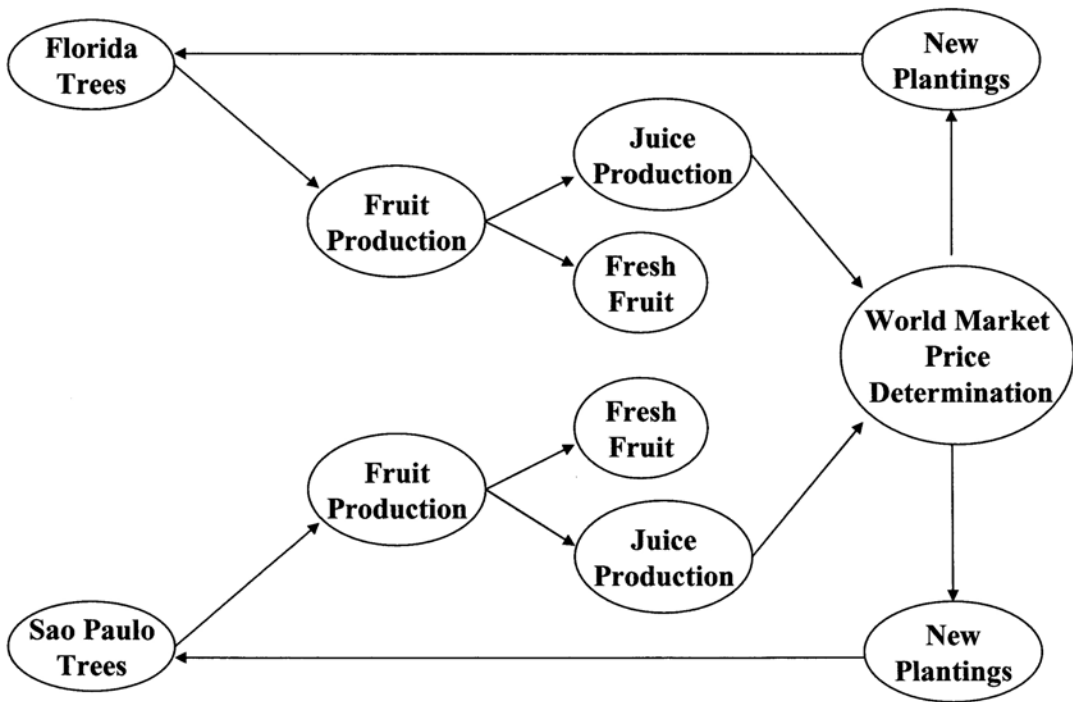 Florida
Trees
New
Plantings
Juice
Production
Fruit
Production
Fresh
Fruit
World Market
Price
Determination
Fresh
Fruit
Fruit
Production
Juice
Production
Sao Paulo
Trees
New
Plantings